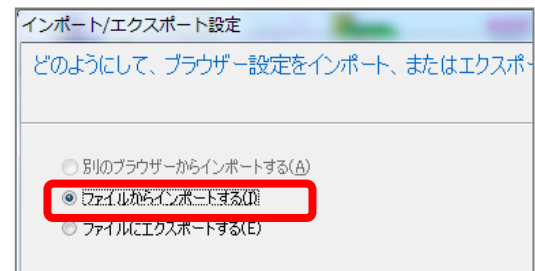 インポート/エクスポート設定
どのようにして、ブラウザー設定をインポート、またはエクスポー
別のブラウザーからインポートする(A)
ファイルからインポートする(I)
ファイルにエクスポートする(E)